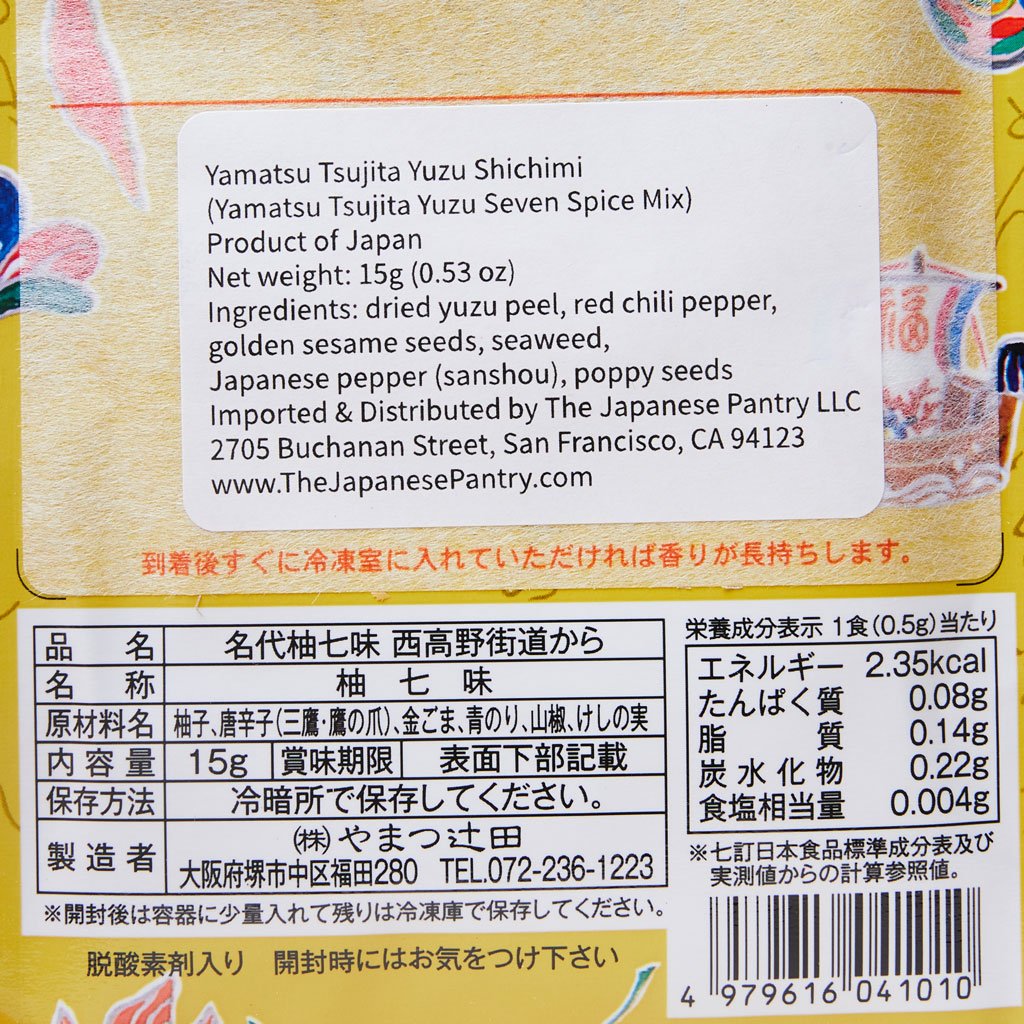 Yamatsu Tsujita Yuzu Shichimi
(Yamatsu Tsujita Yuzu Seven Spice Mix)
Product of Japan
Net weight: 15g (0.53 oz)
Ingredients: dried yuzu peel, red chili pepper,
golden sesame seeds, seaweed,
Japanese pepper (sanshou), poppy seeds
Imported & Distributed by The Japanese Pantry LLC
2705 Buchanan Street, San Francisco, CA 94123
www.TheJapanesePantry.com
福
到着後すぐに冷凍室に入れていただければ香りが長持ちします。
品名 名代柚七味 西高野街道から
名称 柚七味
原材料名 柚子、唐辛子(三鷹・鷹の爪)、金ごま、青のり、山椒、けしの実
内容量 15g 賞味期限 表面下部記載
保存方法 冷暗所で保存してください。
製造者 ㈱やまつ辻田
大阪府堺市中区福田280 TEL.072-236-1223
※開封後は容器に少量入れて残りは冷凍庫で保存してください。
脱酸素剤入り 開封時にはお気をつけ下さい
栄養成分表示 1食(0.5g)当たり
エネルギー 2.35kcal
たんぱく質 0.08g
脂質 0.14g
炭水化物 0.22g
食塩相当量 0.004g
※七訂日本食品標準成分表及び
実測値からの計算参照値。
4 979616 041010